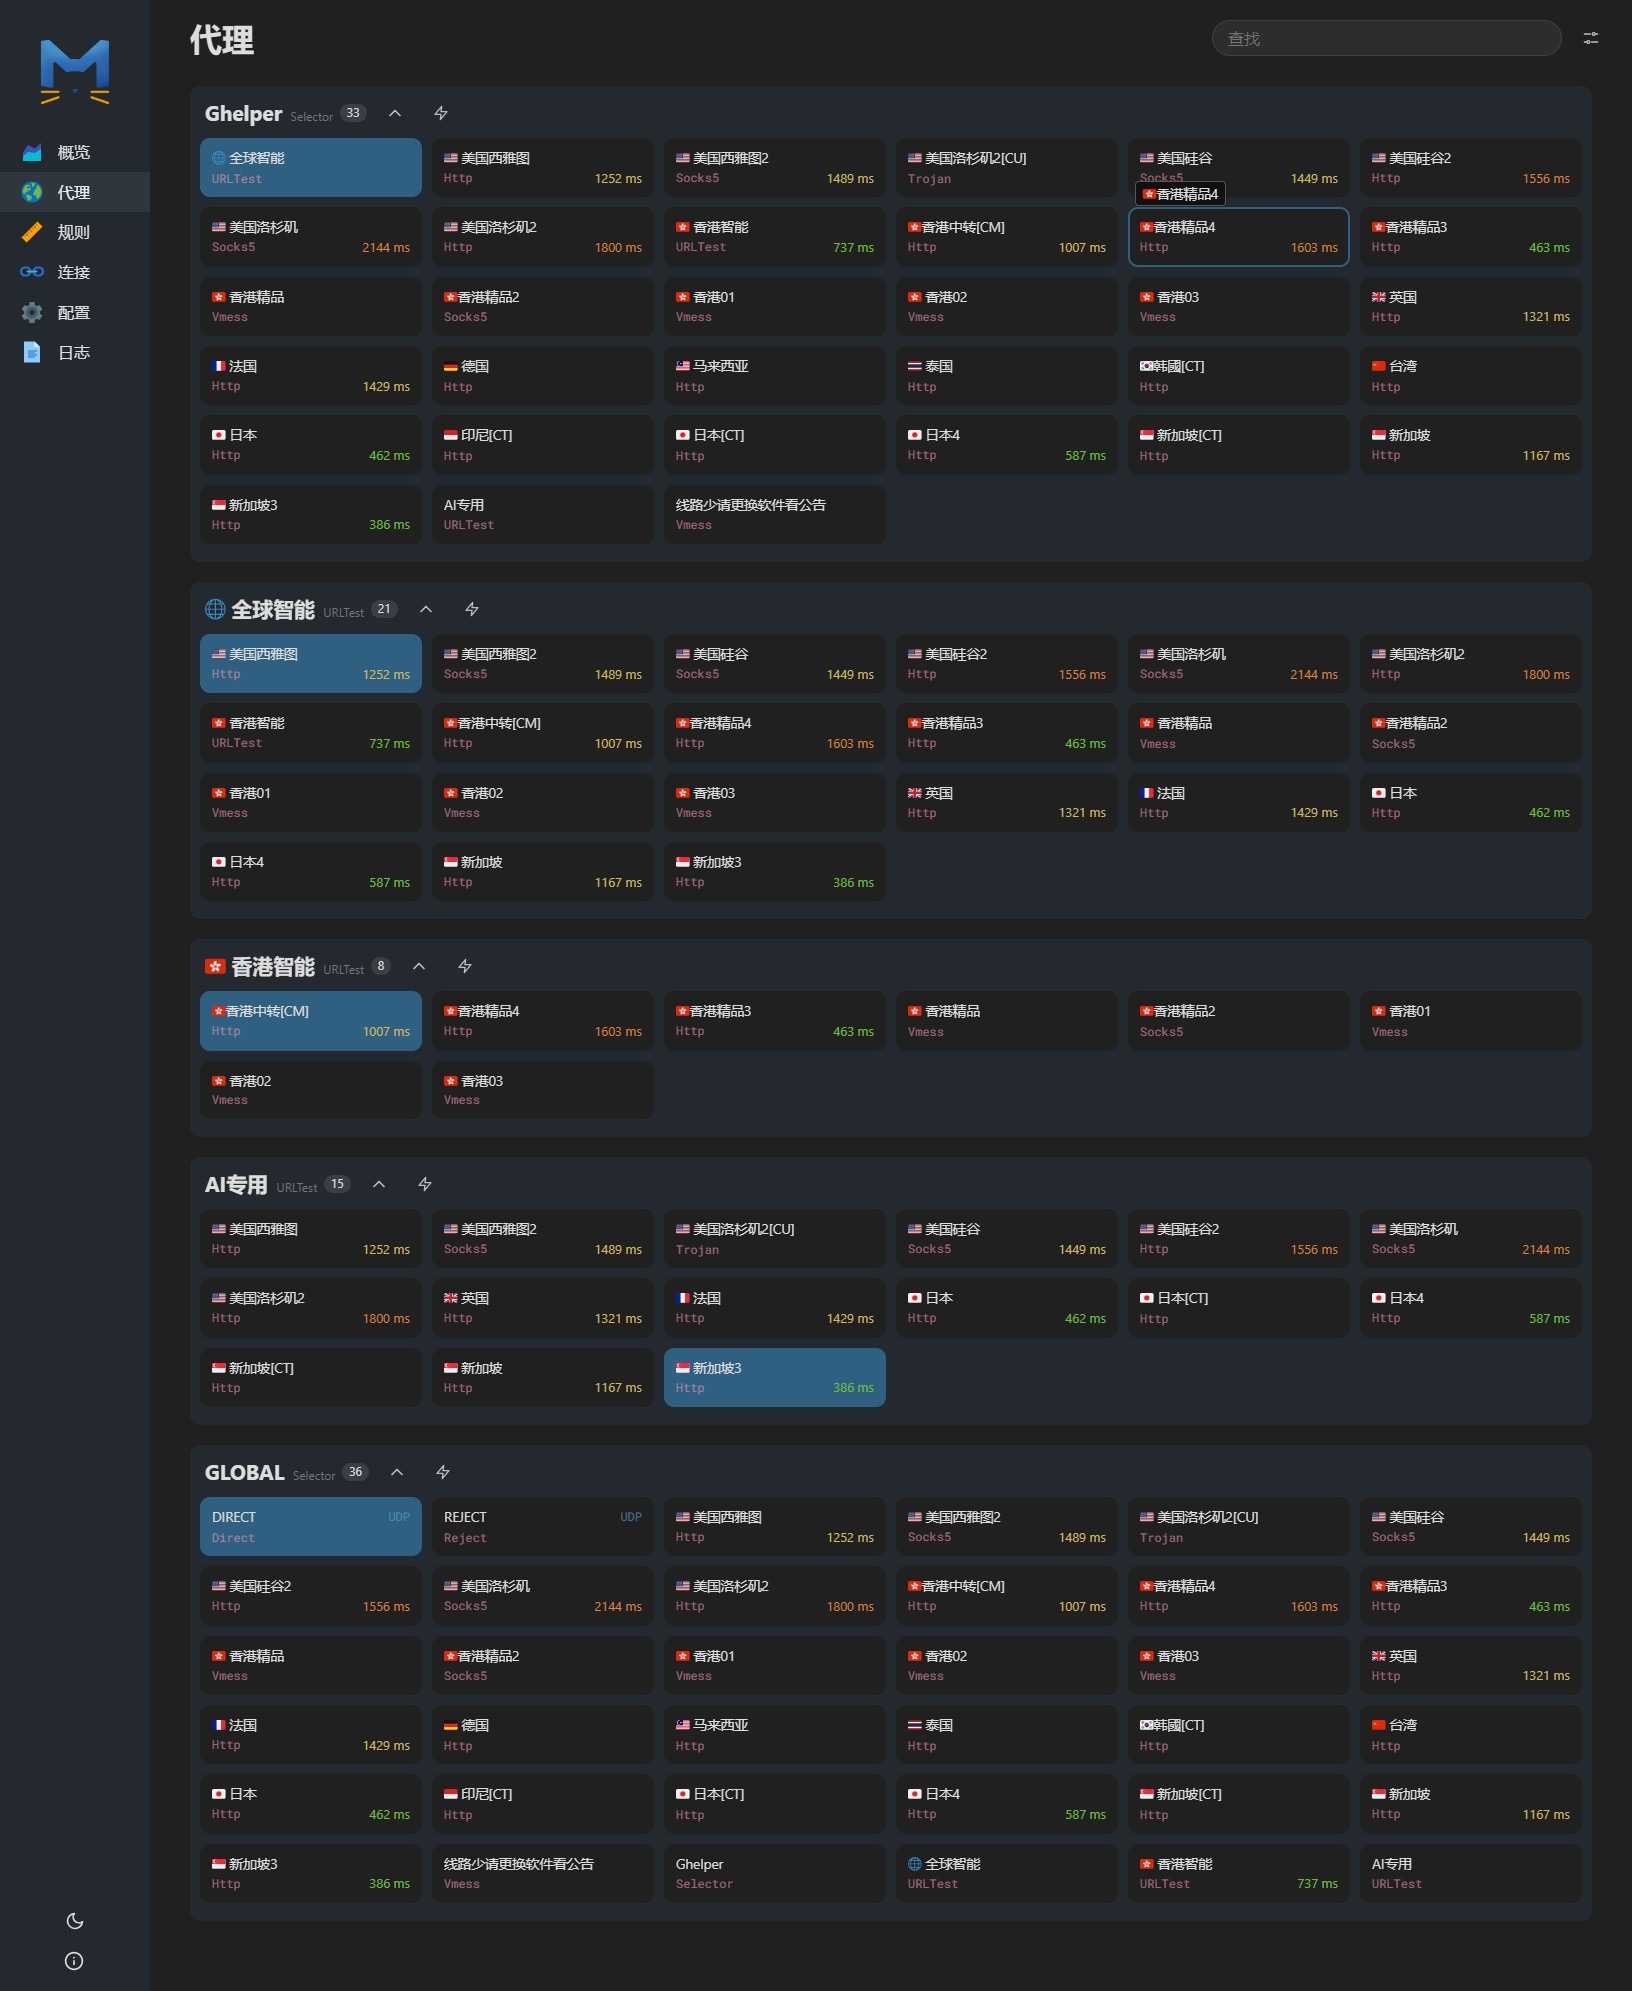 代理
查找
概览
代理
规则
连接
配置
日志
Ghelper Selector 33
全球智能
URLTest
美国西雅图
Http 1252 ms
美国西雅图2
Socks5 1489 ms
美国洛杉矶2[CU]
Trojan
美国硅谷
Socks5 1449 ms
美国硅谷2
Http 1556 ms
香港精品4
美国洛杉矶
Socks5 2144 ms
美国洛杉矶2
Http 1800 ms
香港智能
URLTest 737 ms
香港中转[CM]
Http 1007 ms
香港精品4
Http 1603 ms
香港精品3
Http 463 ms
香港精品
Vmess
香港精品2
Socks5
香港01
Vmess
香港02
Vmess
香港03
Vmess
英国
Http 1321 ms
法国
Http 1429 ms
德国
Http
马来西亚
Http
泰国
Http
韩國[CT]
Http
台湾
Http
日本
Http 462 ms
印尼[CT]
Http
日本[CT]
Http
日本4
Http 587 ms
新加坡[CT]
Http
新加坡
Http 1167 ms
新加坡3
Http 386 ms
AI专用
URLTest
线路少请更换软件看公告
Vmess
全球智能 URLTest 21
美国西雅图
Http 1252 ms
美国西雅图2
Socks5 1489 ms
美国硅谷
Socks5 1449 ms
美国硅谷2
Http 1556 ms
美国洛杉矶
Socks5 2144 ms
美国洛杉矶2
Http 1800 ms
香港智能
URLTest 737 ms
香港中转[CM]
Http 1007 ms
香港精品4
Http 1603 ms
香港精品3
Http 463 ms
香港精品
Vmess
香港精品2
Socks5
香港01
Vmess
香港02
Vmess
香港03
Vmess
英国
Http 1321 ms
法国
Http 1429 ms
日本
Http 462 ms
日本4
Http 587 ms
新加坡
Http 1167 ms
新加坡3
Http 386 ms
香港智能 URLTest 8
香港中转[CM]
Http 1007 ms
香港精品4
Http 1603 ms
香港精品3
Http 463 ms
香港精品
Vmess
香港精品2
Socks5
香港01
Vmess
香港02
Vmess
香港03
Vmess
AI专用 URLTest 15
美国西雅图
Http 1252 ms
美国西雅图2
Socks5 1489 ms
美国洛杉矶2[CU]
Trojan
美国硅谷
Socks5 1449 ms
美国硅谷2
Http 1556 ms
美国洛杉矶
Socks5 2144 ms
美国洛杉矶2
Http 1800 ms
英国
Http 1321 ms
法国
Http 1429 ms
日本
Http 462 ms
日本[CT]
Http
日本4
Http 587 ms
新加坡[CT]
Http
新加坡
Http 1167 ms
新加坡3
Http 386 ms
GLOBAL Selector 36
DIRECT UDP
Direct
REJECT UDP
Reject
美国西雅图
Http 1252 ms
美国西雅图2
Socks5 1489 ms
美国洛杉矶2[CU]
Trojan
美国硅谷
Socks5 1449 ms
美国硅谷2
Http 1556 ms
美国洛杉矶
Socks5 2144 ms
美国洛杉矶2
Http 1800 ms
香港中转[CM]
Http 1007 ms
香港精品4
Http 1603 ms
香港精品3
Http 463 ms
香港精品
Vmess
香港精品2
Socks5
香港01
Vmess
香港02
Vmess
香港03
Vmess
英国
Http 1321 ms
法国
Http 1429 ms
德国
Http
马来西亚
Http
泰国
Http
韩國[CT]
Http
台湾
Http
日本
Http 462 ms
印尼[CT]
Http
日本[CT]
Http
日本4
Http 587 ms
新加坡[CT]
Http
新加坡
Http 1167 ms
新加坡3
Http 386 ms
线路少请更换软件看公告
Vmess
Ghelper
Selector
全球智能
URLTest
香港智能
URLTest 737 ms
AI专用
URLTest